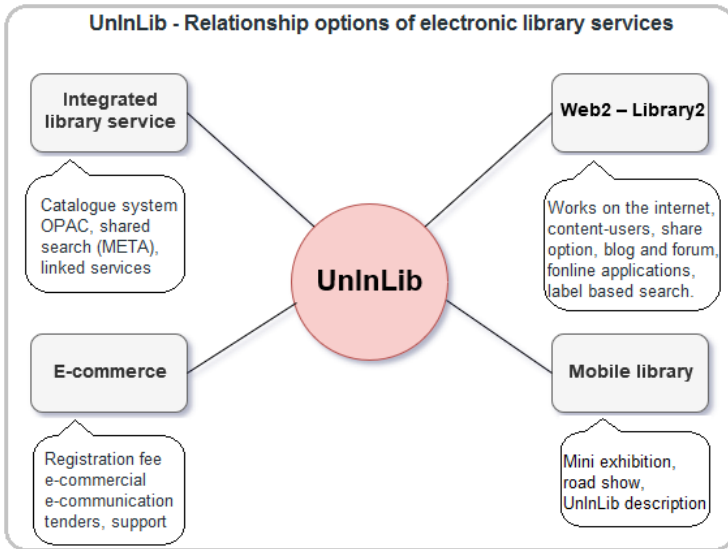 UnInLib - Relationship options of electronic library services
Integrated
library service
Catalogue system
OPAC, shared
search (META),
linked services
Web2 – Library2
Works on the internet,
content-users, share
option, blog and forum,
fonline applications,
label based search.
UnInLib
E-commerce
Registration fee
e-commercial
e-communication
tenders, support
Mobile library
Mini exhibition,
road show,
UnInLib description